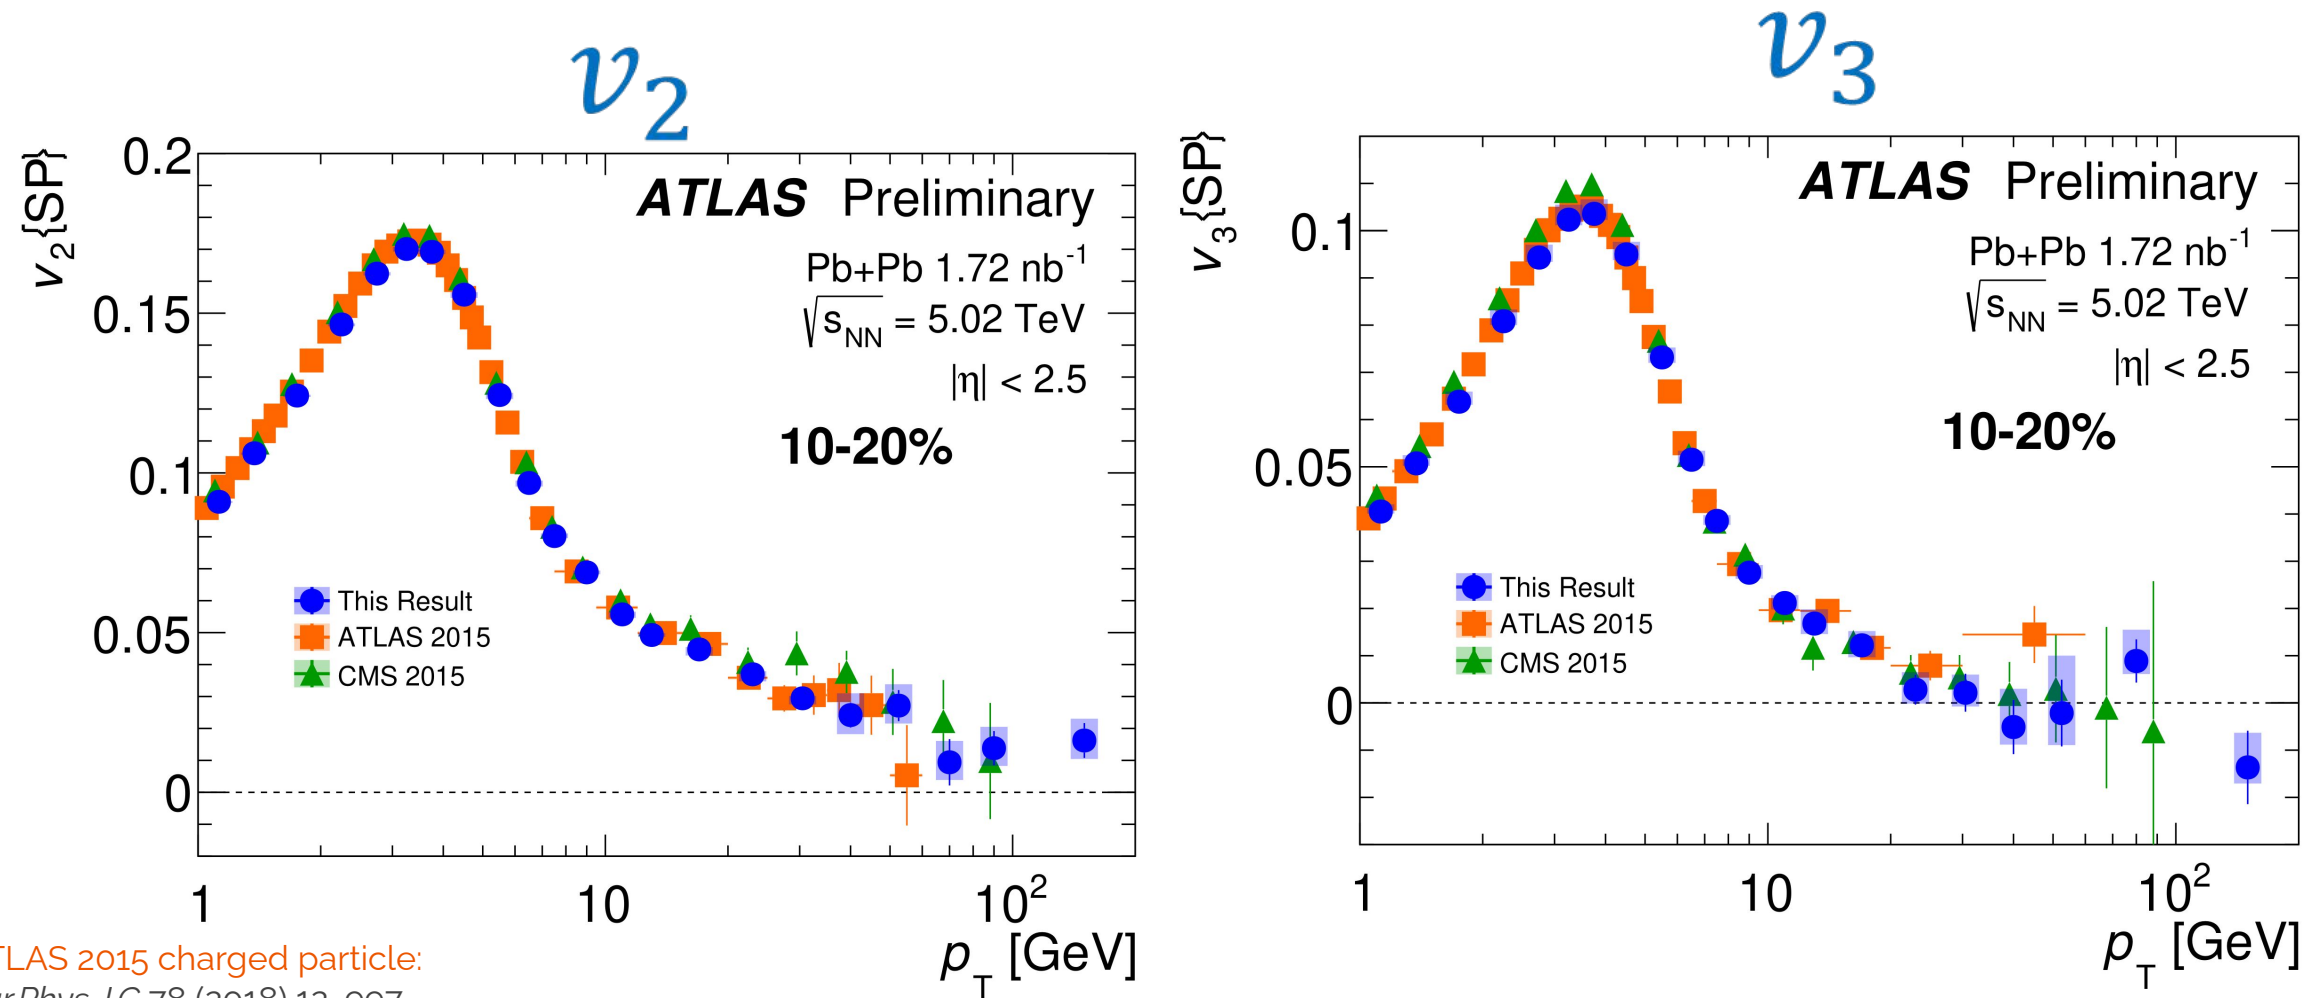 v2
v2{SP}
0.2
0.15
0.1
0.05
0
ATLAS Preliminary
Pb+Pb 1.72 nb-1
√sNN = 5.02 TeV
|η| < 2.5
10-20%
This Result
ATLAS 2015
CMS 2015
1 10 10²
pT [GeV]
v3
v3{SP}
0.1
0.05
0
ATLAS Preliminary
Pb+Pb 1.72 nb-1
√sNN = 5.02 TeV
|η| < 2.5
10-20%
This Result
ATLAS 2015
CMS 2015
1 10 10²
pT [GeV]
TLAS 2015 charged particle: